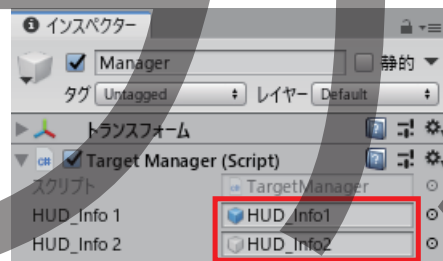 インスペクター
Manager 静的
タグ Untagged レイヤー Default
トランスフォーム
Target Manager (Script)
スクリプト TargetManager
HUD_Info 1 HUD_Info1
HUD_Info 2 HUD_Info2